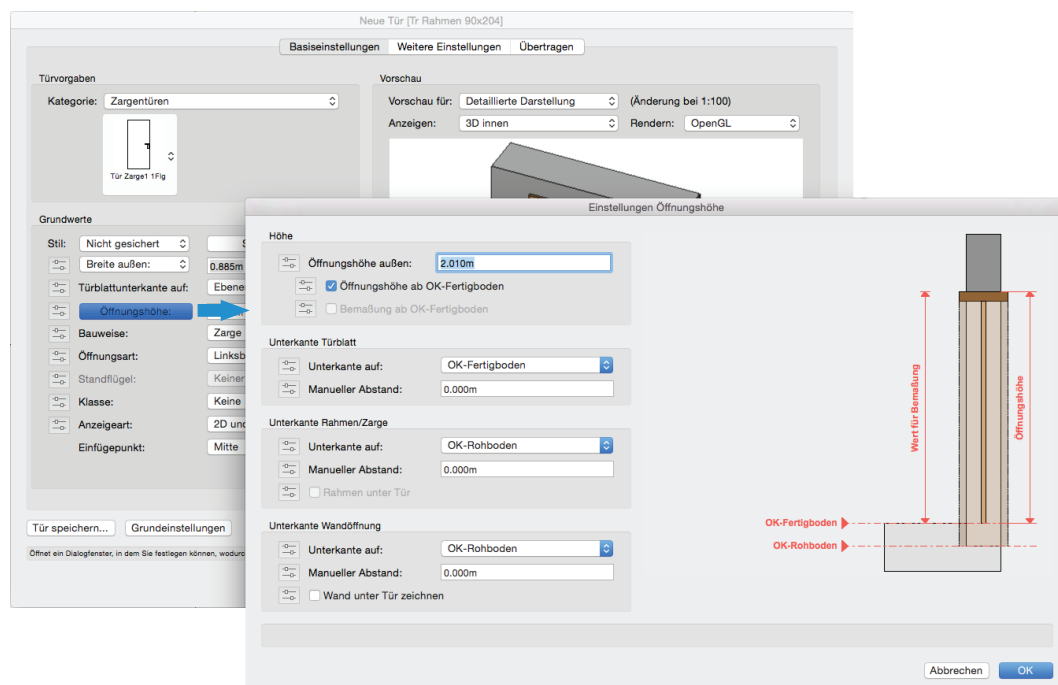 Neue Tür [Tr Rahmen 90x204]
Basiseinstellungen Weitere Einstellungen Übertragen
Türvorgaben
Kategorie: Zargentüren
Tür Zarge1 1Flg
Vorschau
Vorschau für: Detaillierte Darstellung (Änderung bei 1:100)
Anzeigen: 3D innen Rendern: OpenGL
Grundwerte
Stil: Nicht gesichert
Breite außen: 0.885m
Türblattunterkante auf:
Öffnungshöhe:
Bauweise: Zarge
Öffnungsart:
Standflügel: Keiner
Klasse: Keine
Anzeigeart: 2D
Einfügepunkt: Mitte
Tür speichern... Grundeinstellungen
Öffnet ein Dialogfenster, in dem Sie festlegen können,
Einstellungen Öffnungshöhe
Höhe
Öffnungshöhe außen: 2.010m
Öffnungshöhe ab OK-Fertigboden
Bemaßung ab OK-Fertigboden
Unterkante Türblatt
Unterkante auf: OK-Fertigboden
Manueller Abstand: 0.000m
Unterkante Rahmen/Zarge
Unterkante auf: OK-Rohboden
Manueller Abstand: 0.000m
Rahmen unter Tür
Unterkante Wandöffnung
Unterkante auf: OK-Rohboden
Manueller Abstand: 0.000m
Wand unter Tür zeichnen
Wert für Bemaßung
Öffnungshöhe
OK-Fertigboden
OK-Rohboden
Abbrechen OK